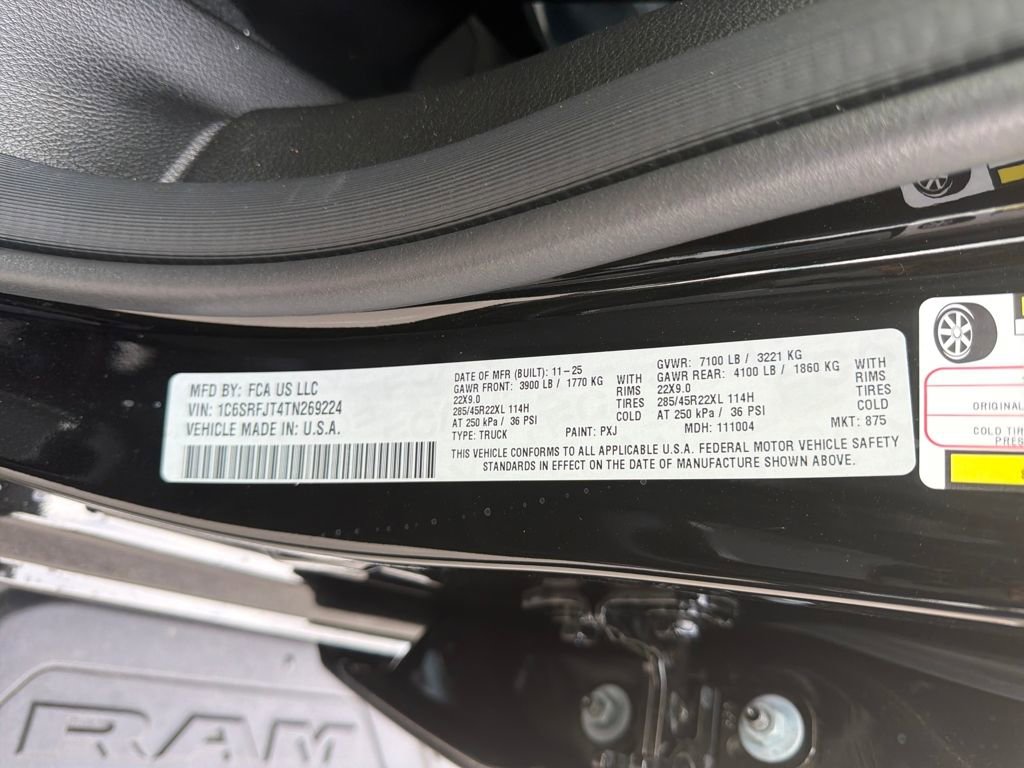 MFD BY: FCA US LLC
VIN: 1C6SRFJT4TN269224
VEHICLE MADE IN: U.S.A.
DATE OF MFR (BUILT): 11-25
GAWR FRONT: 3900 LB / 1770 KG WITH
22X9.0 RIMS
285/45R22XL 114H TIRES
AT 250 kPa / 36 PSI COLD
TYPE: TRUCK PAINT: PXJ
GVWR: 7100 LB / 3221 KG
GAWR REAR: 4100 LB / 1860 KG WITH
22X9.0 RIMS
285/45R22XL 114H TIRES
AT 250 kPa / 36 PSI COLD
MDH: 111004 MKT: 875
THIS VEHICLE CONFORMS TO ALL APPLICABLE U.S.A. FEDERAL MOTOR VEHICLE SAFETY
STANDARDS IN EFFECT ON THE DATE OF MANUFACTURE SHOWN ABOVE.
ORIGINAL
COLD TIR
PRES
RAM